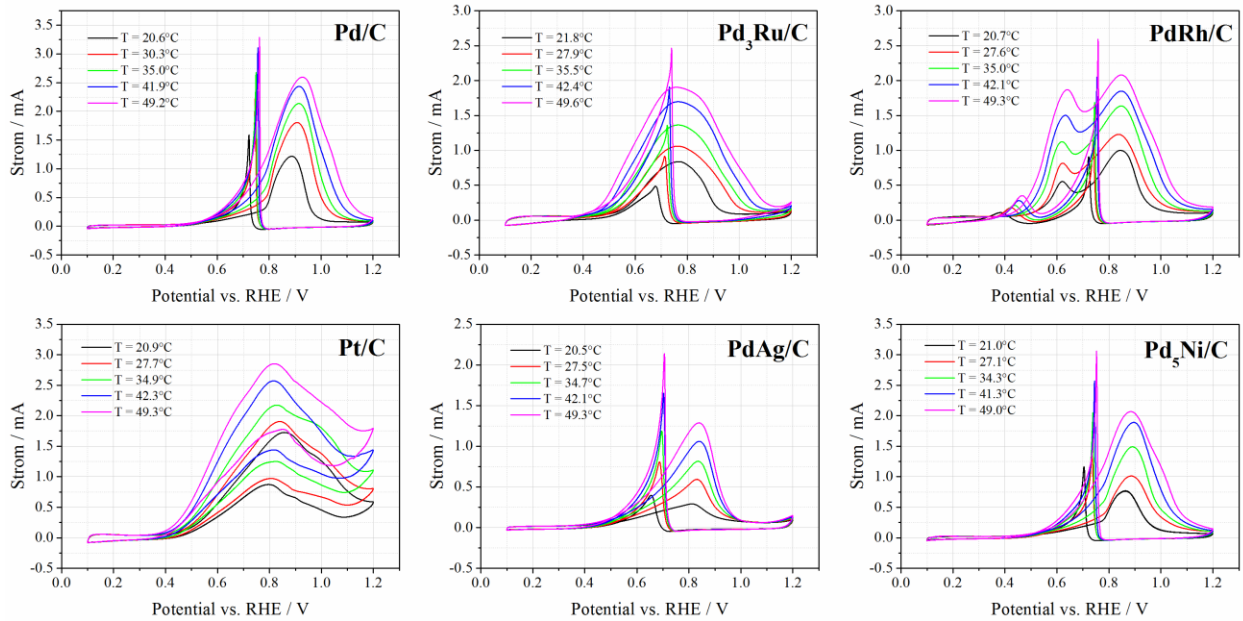 Pd/C
T = 20.6°C
T = 30.3°C
T = 35.0°C
T = 41.9°C
T = 49.2°C
Strom / mA
3.5
3.0
2.5
2.0
1.5
1.0
0.5
0.0
-0.5
0.0 0.2 0.4 0.6 0.8 1.0 1.2
Potential vs. RHE / V
Pd₃Ru/C
T = 21.8°C
T = 27.9°C
T = 35.5°C
T = 42.4°C
T = 49.6°C
Strom / mA
3.0
2.5
2.0
1.5
1.0
0.5
0.0
-0.5
0.0 0.2 0.4 0.6 0.8 1.0 1.2
Potential vs. RHE / V
PdRh/C
T = 20.7°C
T = 27.6°C
T = 35.0°C
T = 42.1°C
T = 49.3°C
Strom / mA
3.0
2.5
2.0
1.5
1.0
0.5
0.0
-0.5
0.0 0.2 0.4 0.6 0.8 1.0 1.2
Potential vs. RHE / V
Pt/C
T = 20.9°C
T = 27.7°C
T = 34.9°C
T = 42.3°C
T = 49.3°C
Strom / mA
3.5
3.0
2.5
2.0
1.5
1.0
0.5
0.0
-0.5
0.0 0.2 0.4 0.6 0.8 1.0 1.2
Potential vs. RHE / V
PdAg/C
T = 20.5°C
T = 27.5°C
T = 34.7°C
T = 42.1°C
T = 49.3°C
Strom / mA
2.5
2.0
1.5
1.0
0.5
0.0
-0.5
0.0 0.2 0.4 0.6 0.8 1.0 1.2
Potential vs. RHE / V
Pd₅Ni/C
T = 21.0°C
T = 27.1°C
T = 34.3°C
T = 41.3°C
T = 49.0°C
Strom / mA
3.5
3.0
2.5
2.0
1.5
1.0
0.5
0.0
-0.5
0.0 0.2 0.4 0.6 0.8 1.0 1.2
Potential vs. RHE / V